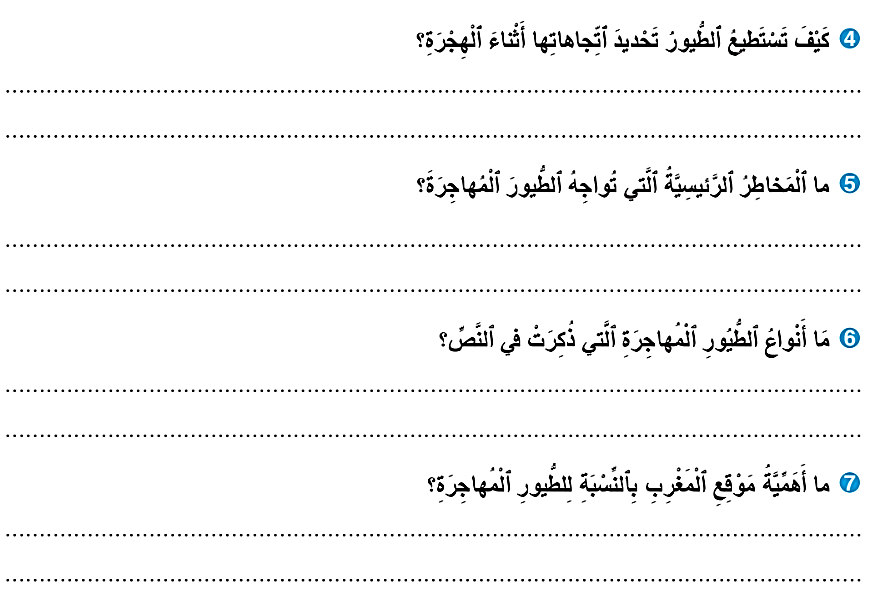 4 كَيْفَ تَسْتَطيعُ ٱلطُّيورُ تَحْديدَ ٱتِّجاهاتِها أَثْناءَ ٱلْهِجْرَةِ؟
5 ما ٱلْمَخاطِرُ ٱلرَّئيسِيَّةُ ٱلَّتي تُواجِهُ ٱلطُّيورَ ٱلْمُهاجِرَةَ؟
6 مَا أَنْواعُ ٱلطُّيُورِ ٱلْمُهاجِرَةِ ٱلَّتي ذُكِرَتْ في ٱلنَّصِّ؟
7 ما أَهَمِّيَّةُ مَوْقِعِ ٱلْمَغْرِبِ بِٱلنِّسْبَةِ لِلطُّيورِ ٱلْمُهاجِرَةِ؟